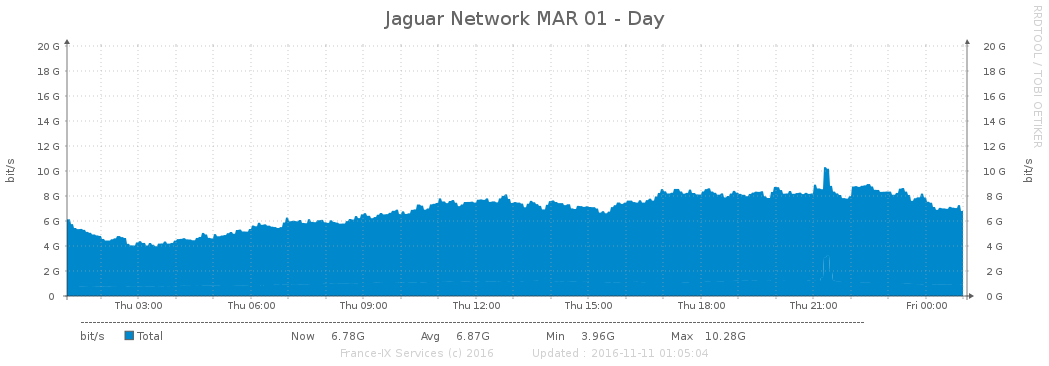 Jaguar Network MAR 01 - Day
RRDTOOL / TOBI OETIKER
20 G 20 G
18 G 18 G
16 G 16 G
14 G 14 G
12 G 12 G
10 G 10 G
8 G 8 G
6 G 6 G
4 G 4 G
2 G 2 G
0 0 G
bit/s
bit/s
Thu 03:00 Thu 06:00 Thu 09:00 Thu 12:00 Thu 15:00 Thu 18:00 Thu 21:00 Fri 00:00
bit/s Total Now 6.78G Avg 6.87G Min 3.96G Max 10.28G
France-IX Services (c) 2016 Updated : 2016-11-11 01:05:04